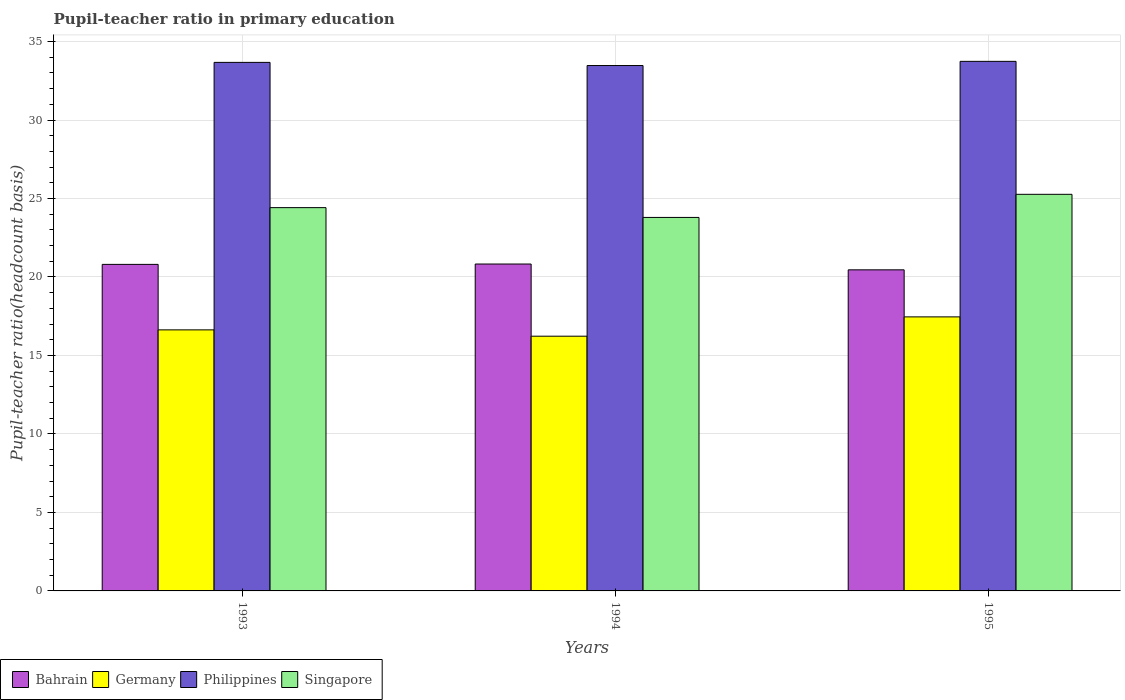 Pupil-teacher ratio in primary education
35
30
25
20
15
10
5
0
Pupil-teacher ratio(headcount basis)
1993
1994
1995
Years
Bahrain
Germany
Philippines
Singapore